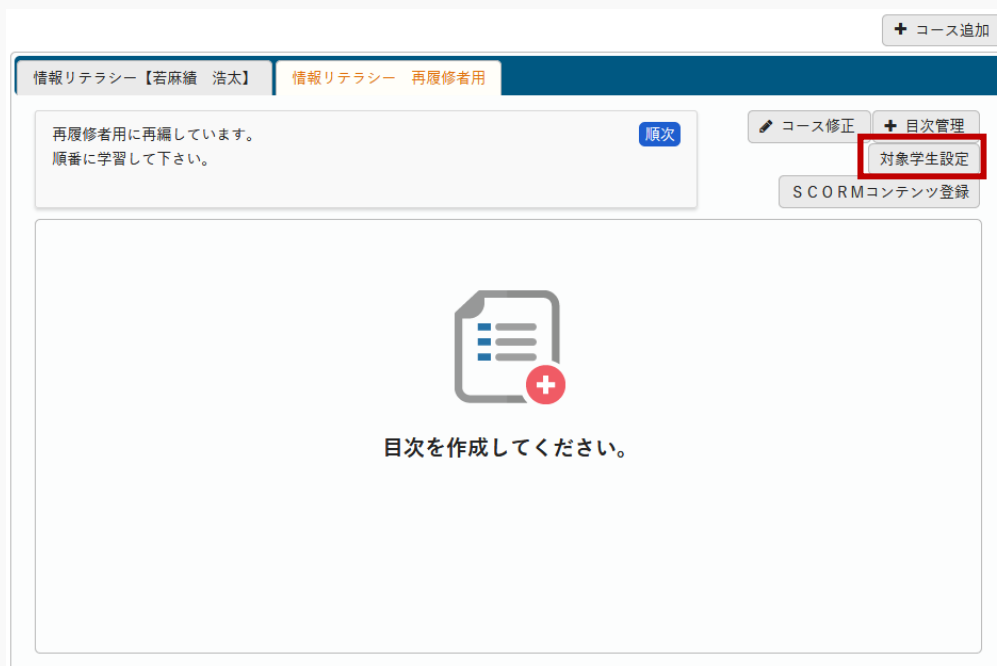 コース追加
情報リテラシー【若麻績　浩太】
情報リテラシー　再履修者用
再履修者用に再編しています。
順番に学習して下さい。
順次
コース修正
目次管理
対象学生設定
ＳＣＯＲＭコンテンツ登録
目次を作成してください。